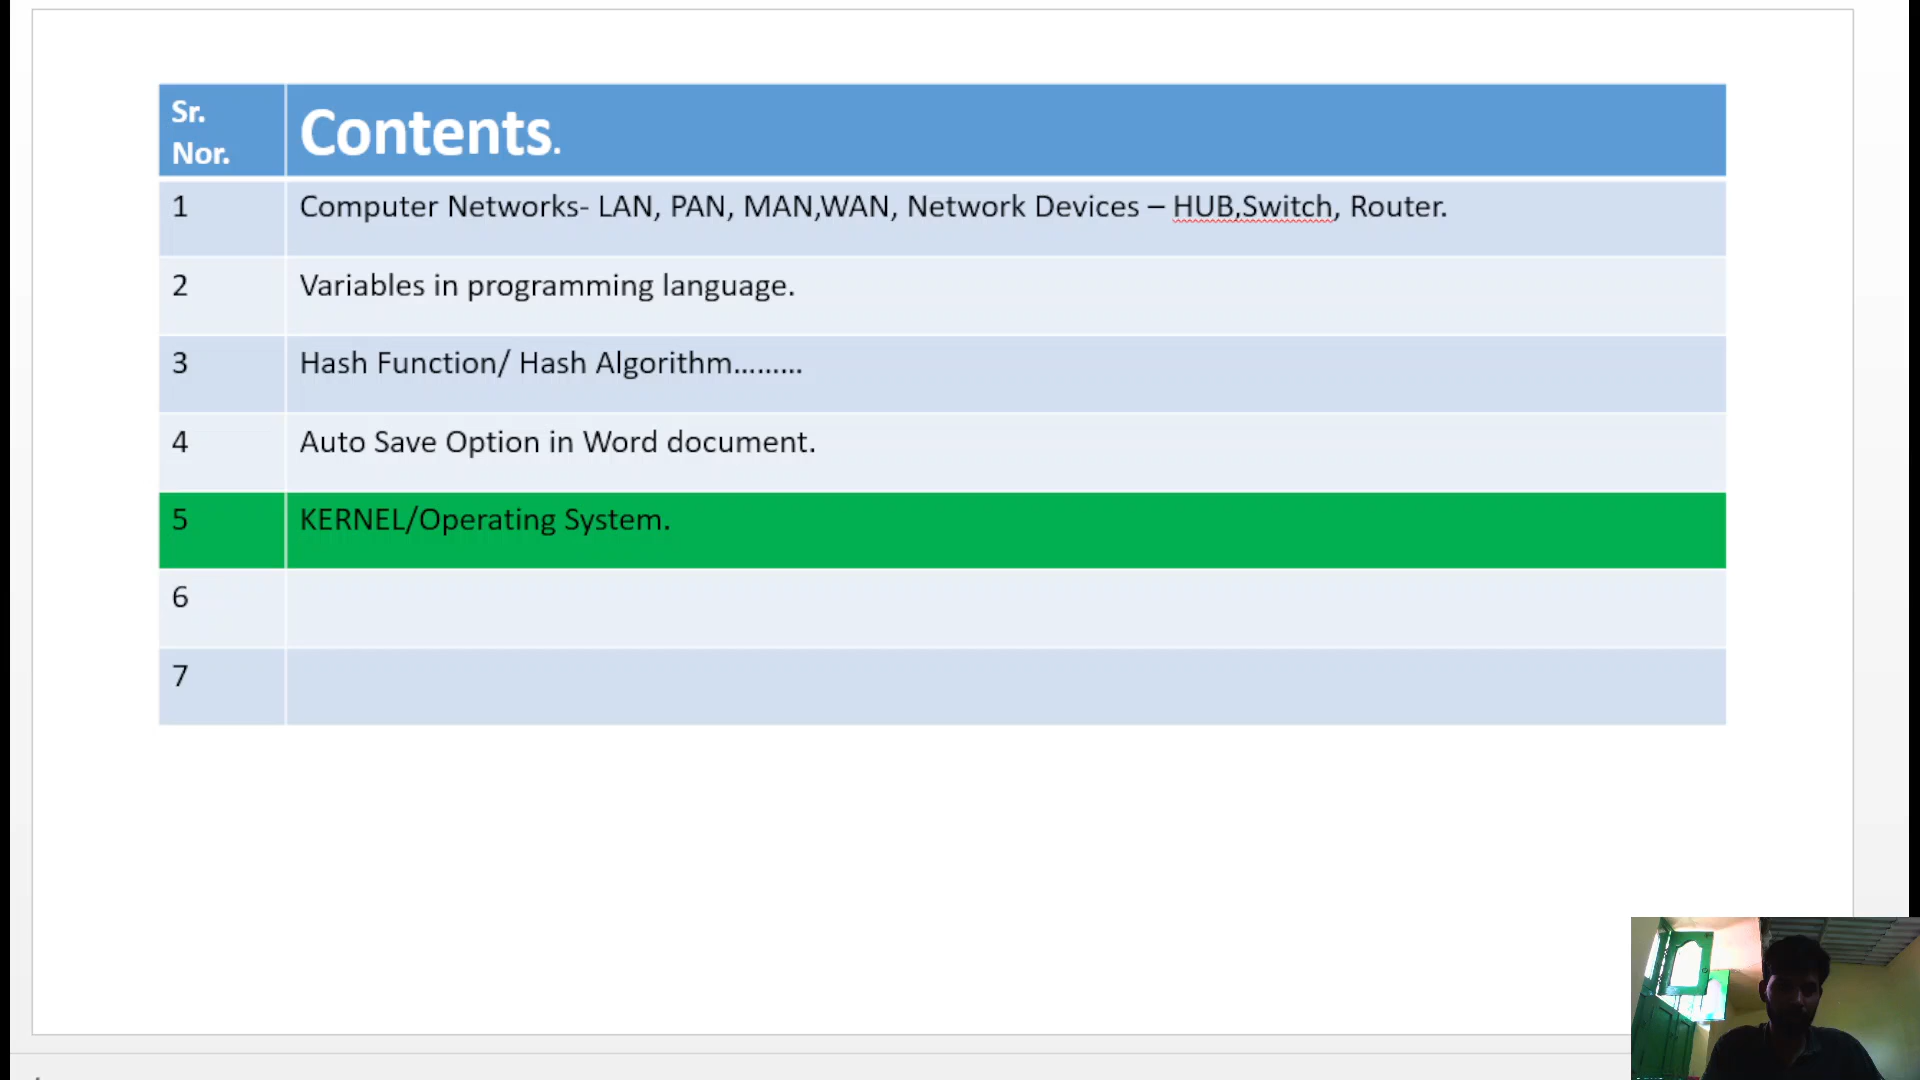 Sr.
Nor.
Contents.
1
Computer Networks- LAN, PAN, MAN,WAN, Network Devices – HUB,Switch, Router.
2
Variables in programming language.
3
Hash Function/ Hash Algorithm.........
4
Auto Save Option in Word document.
5
KERNEL/Operating System.
6
7